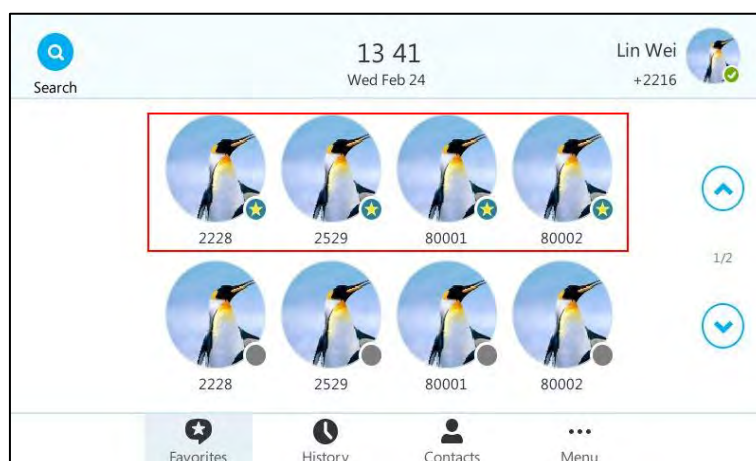 13 41
Lin Wei
Wed Feb 24
+2216
Search
2228 2529 80001 80002
1/2
2228 2529 80001 80002
Favorites History Contacts Menu